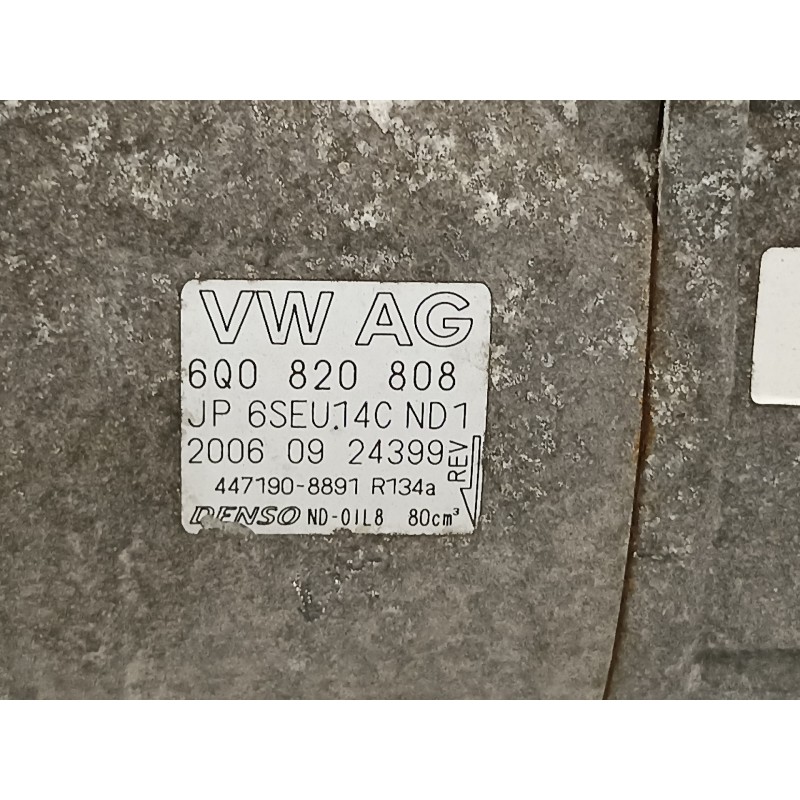 VW AG
6Q0 820 808
JP 6SEU14C ND1
2006 09 24399
REV
447190-8891 R134a
DENSO ND-OIL8 80cm³